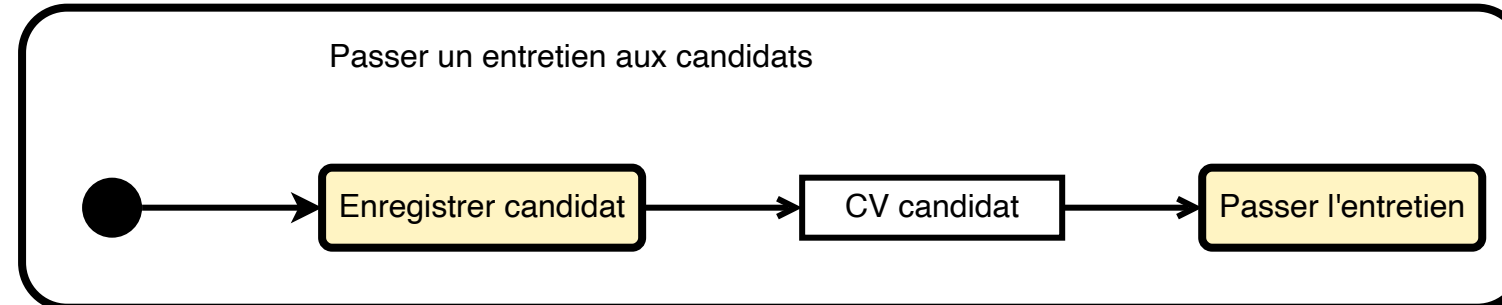 Passer un entretien aux candidats
Enregistrer candidat
CV candidat
Passer l'entretien